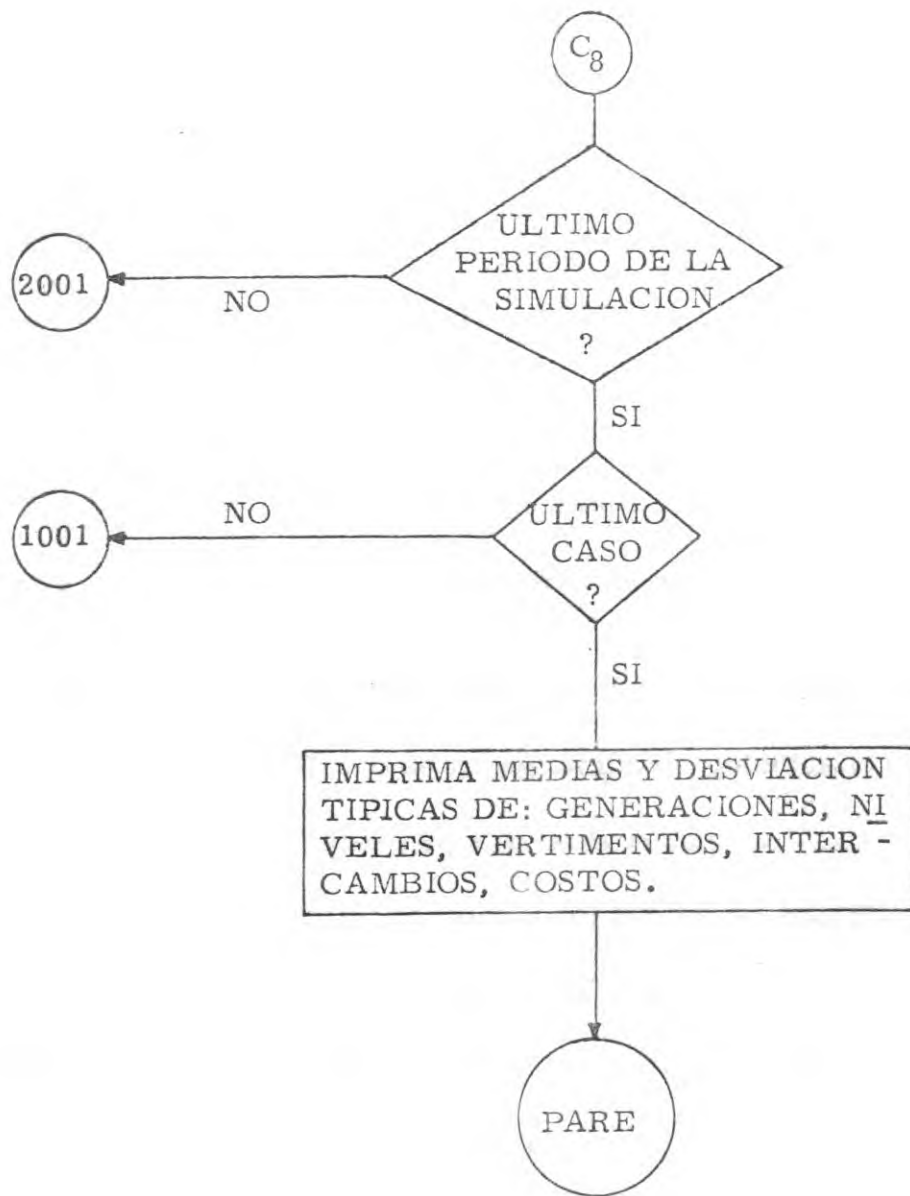 C8
ULTIMO
PERIODO DE LA
SIMULACION
?
2001
NO
SI
ULTIMO
CASO
?
1001
NO
SI
IMPRIMA MEDIAS Y DESVIACION
TIPICAS DE: GENERACIONES, NI
VELES, VERTIMENTOS, INTER -
CAMBIOS, COSTOS.
PARE